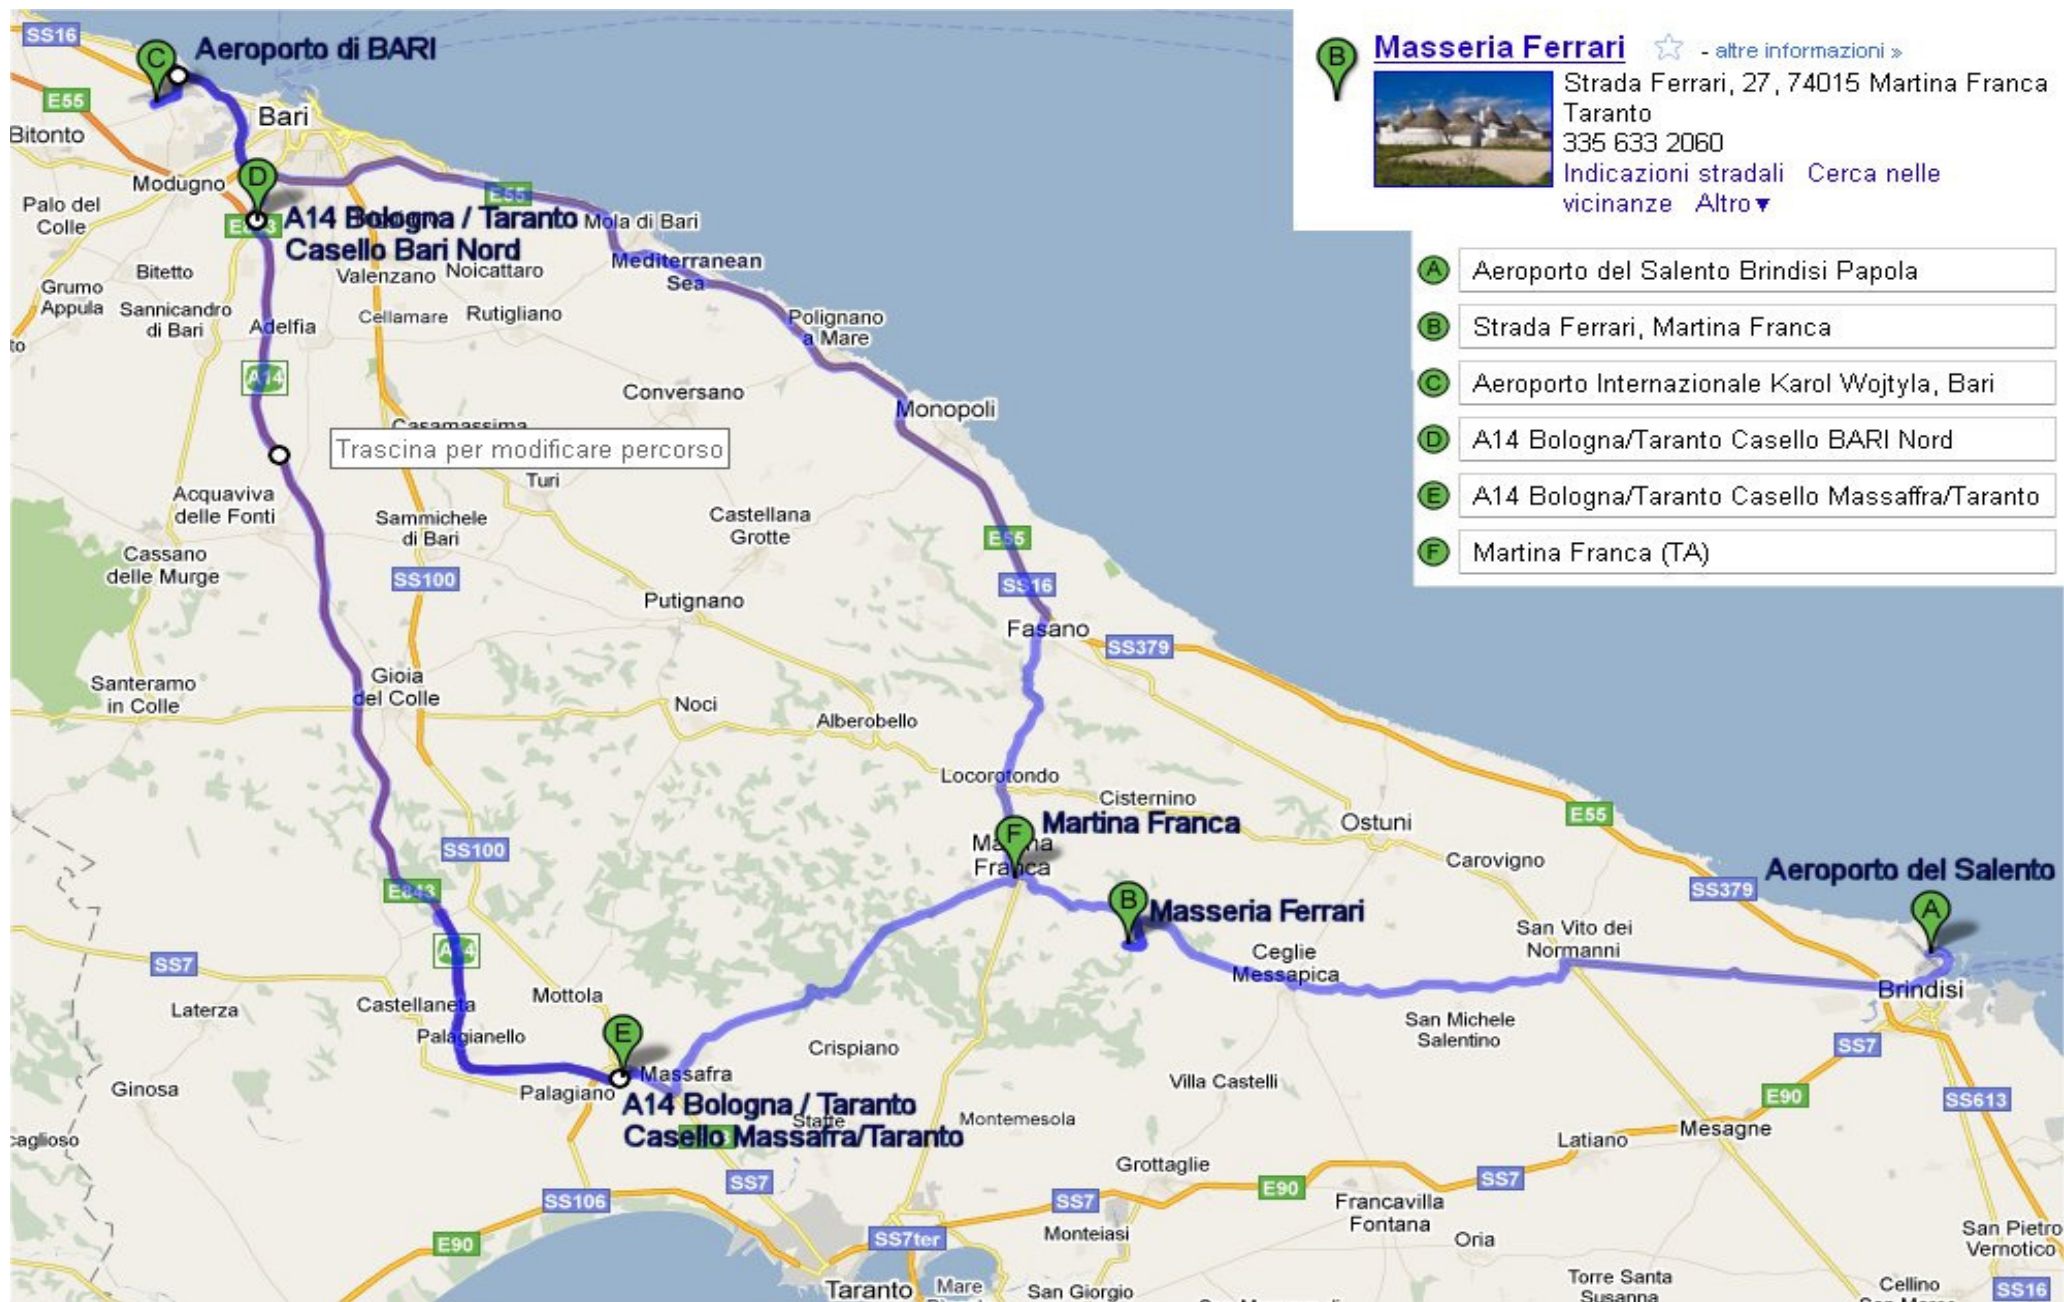 SS16
Aeroporto di BARI
E55
Bari
Bitonto
Modugno
Palo del
Colle
A14 Bologna / Taranto
Casello Bari Nord
E55
Mola di Bari
Mediterranean
Sea
Bitetto
Valenzano
Noicattaro
Grumo
Appula
Sannicandro
di Bari
Adelfia
Cellamare
Rutigliano
Polignano
a Mare
A14
Conversano
Monopoli
Casamassima
Trascina per modificare percorso
Turi
Acquaviva
delle Fonti
Sammichele
di Bari
Castellana
Grotte
E55
Cassano
delle Murge
SS100
SS16
Putignano
Fasano
SS379
Santeramo
in Colle
Gioia
del Colle
Noci
Alberobello
Locorotondo
Cisternino
E55
Martina Franca
Martina
Franca
Ostuni
SS100
Carovigno
Aeroporto del Salento
E843
SS379
Masseria Ferrari
San Vito dei
Normanni
A14
SS7
Ceglie
Messapica
Laterza
Castellaneta
Mottola
Brindisi
Palagianello
San Michele
Salentino
SS7
Crispiano
Massafra
Ginosa
Palagiano
Villa Castelli
E90
SS613
A14 Bologna / Taranto
Casello Massafra/Taranto
Statte
Montemesola
caglioso
Latiano
Mesagne
Grottaglie
SS7
SS7
SS106
SS7
E90
Francavilla
Fontana
E90
SS7ter
Monteiasi
Oria
San Pietro
Vernotico
Taranto
Mare
San Giorgio
Torre Santa
Susanna
Cellino
SS16
C
D
E
F
B
A
B
Masseria Ferrari
- altre informazioni »
Strada Ferrari, 27, 74015 Martina Franca
Taranto
335 633 2060
Indicazioni stradali Cerca nelle
vicinanze Altro▼
A Aeroporto del Salento Brindisi Papola
B Strada Ferrari, Martina Franca
C Aeroporto Internazionale Karol Wojtyla, Bari
D A14 Bologna/Taranto Casello BARI Nord
E A14 Bologna/Taranto Casello Massaffra/Taranto
F Martina Franca (TA)